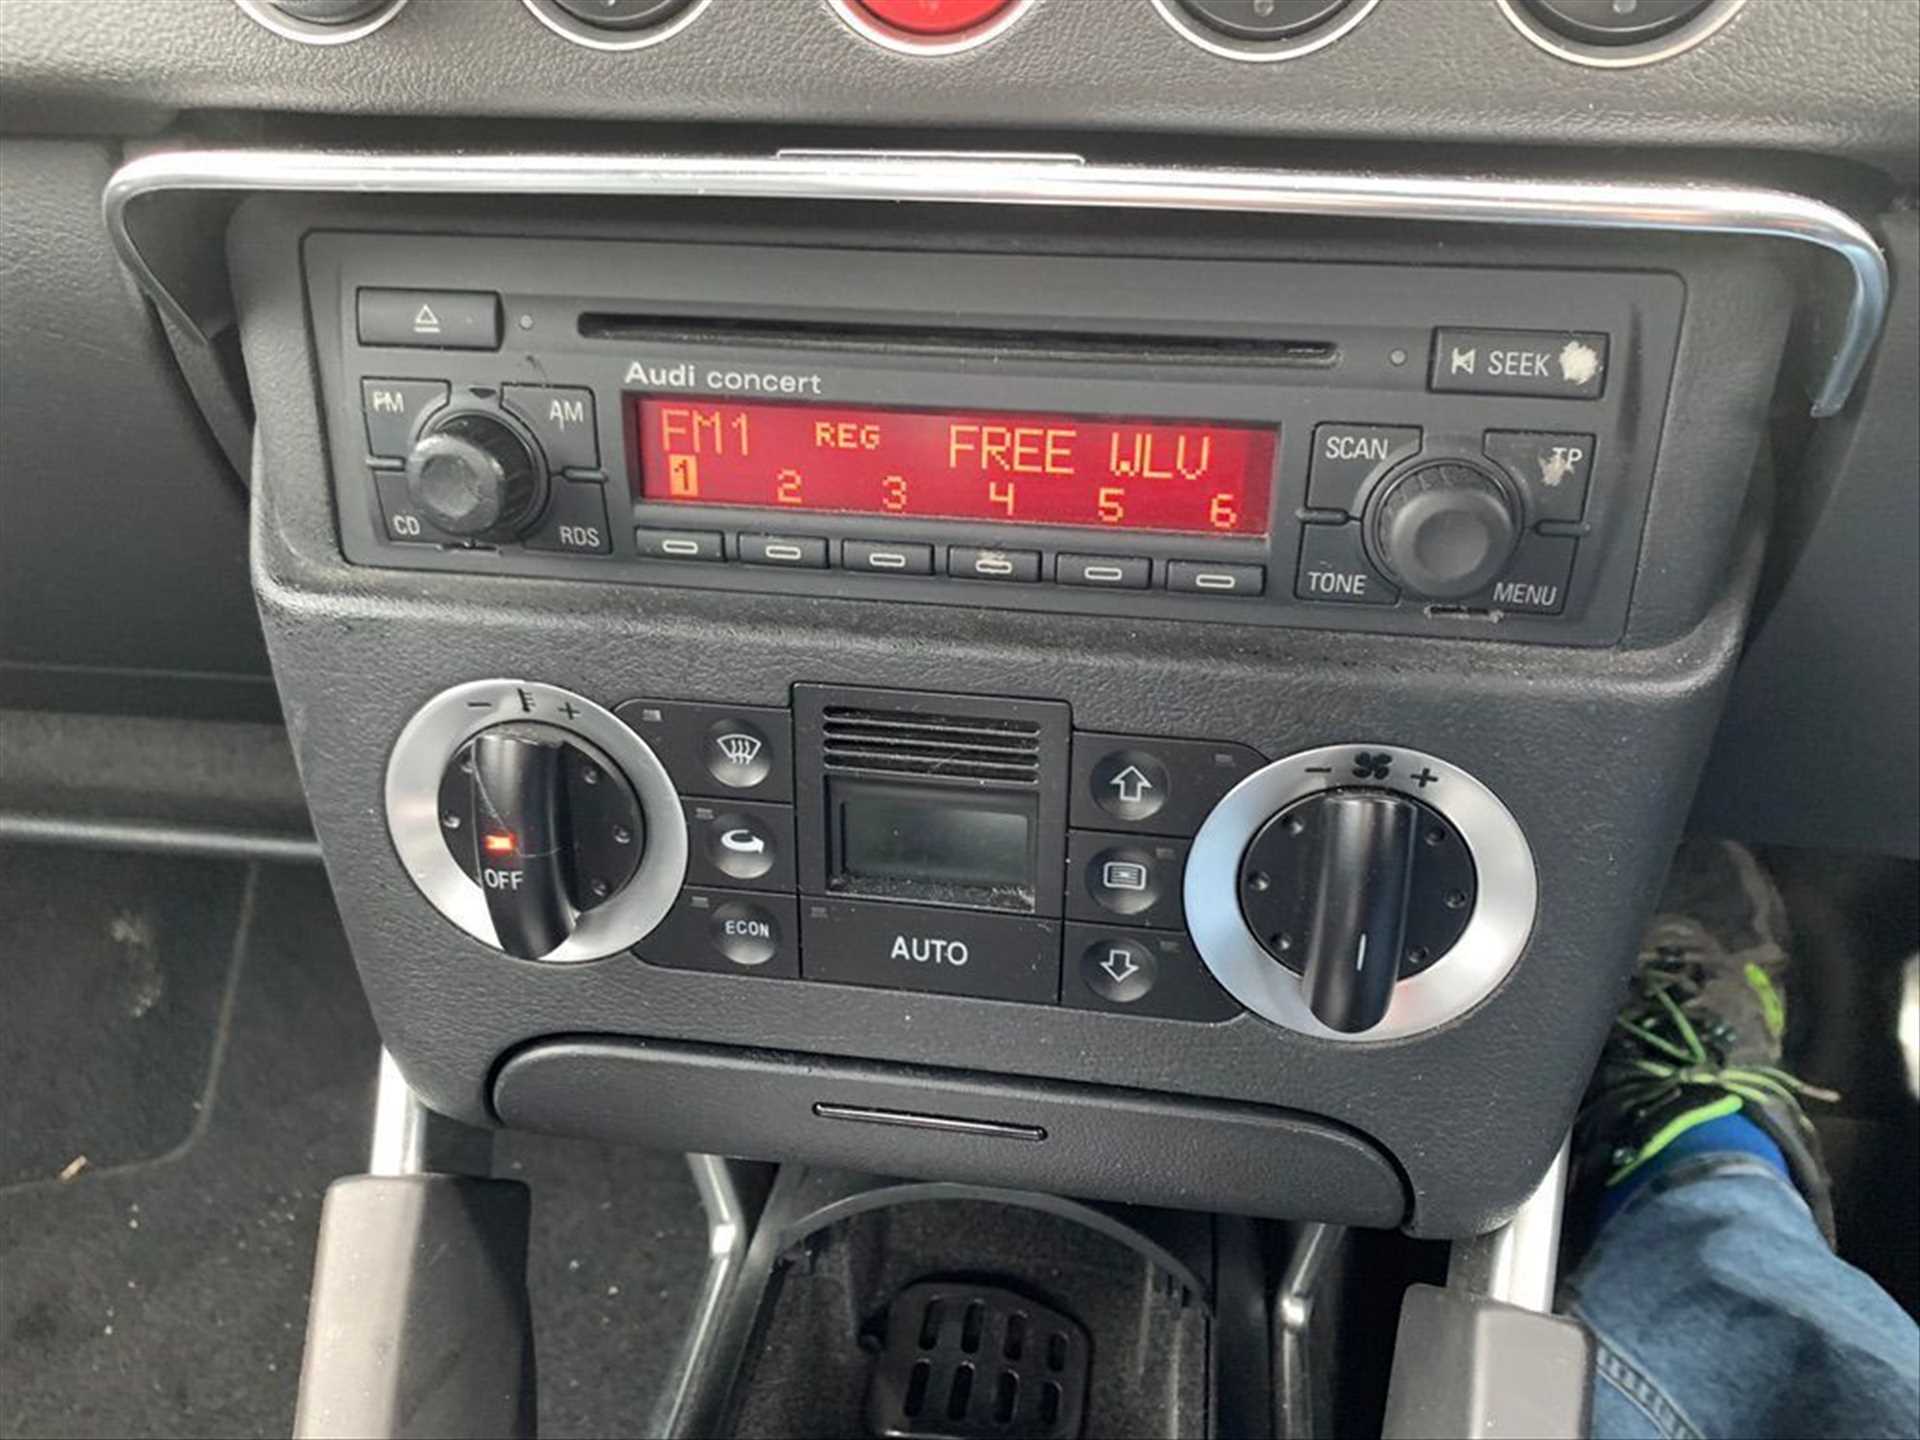 SEEK
Audi concert
FM
AM
SCAN
TP
FM1 REG FREE WLV
1 2 3 4 5 6
CD
RDS
TONE
MENU
- +
- +
OFF
ECON
AUTO